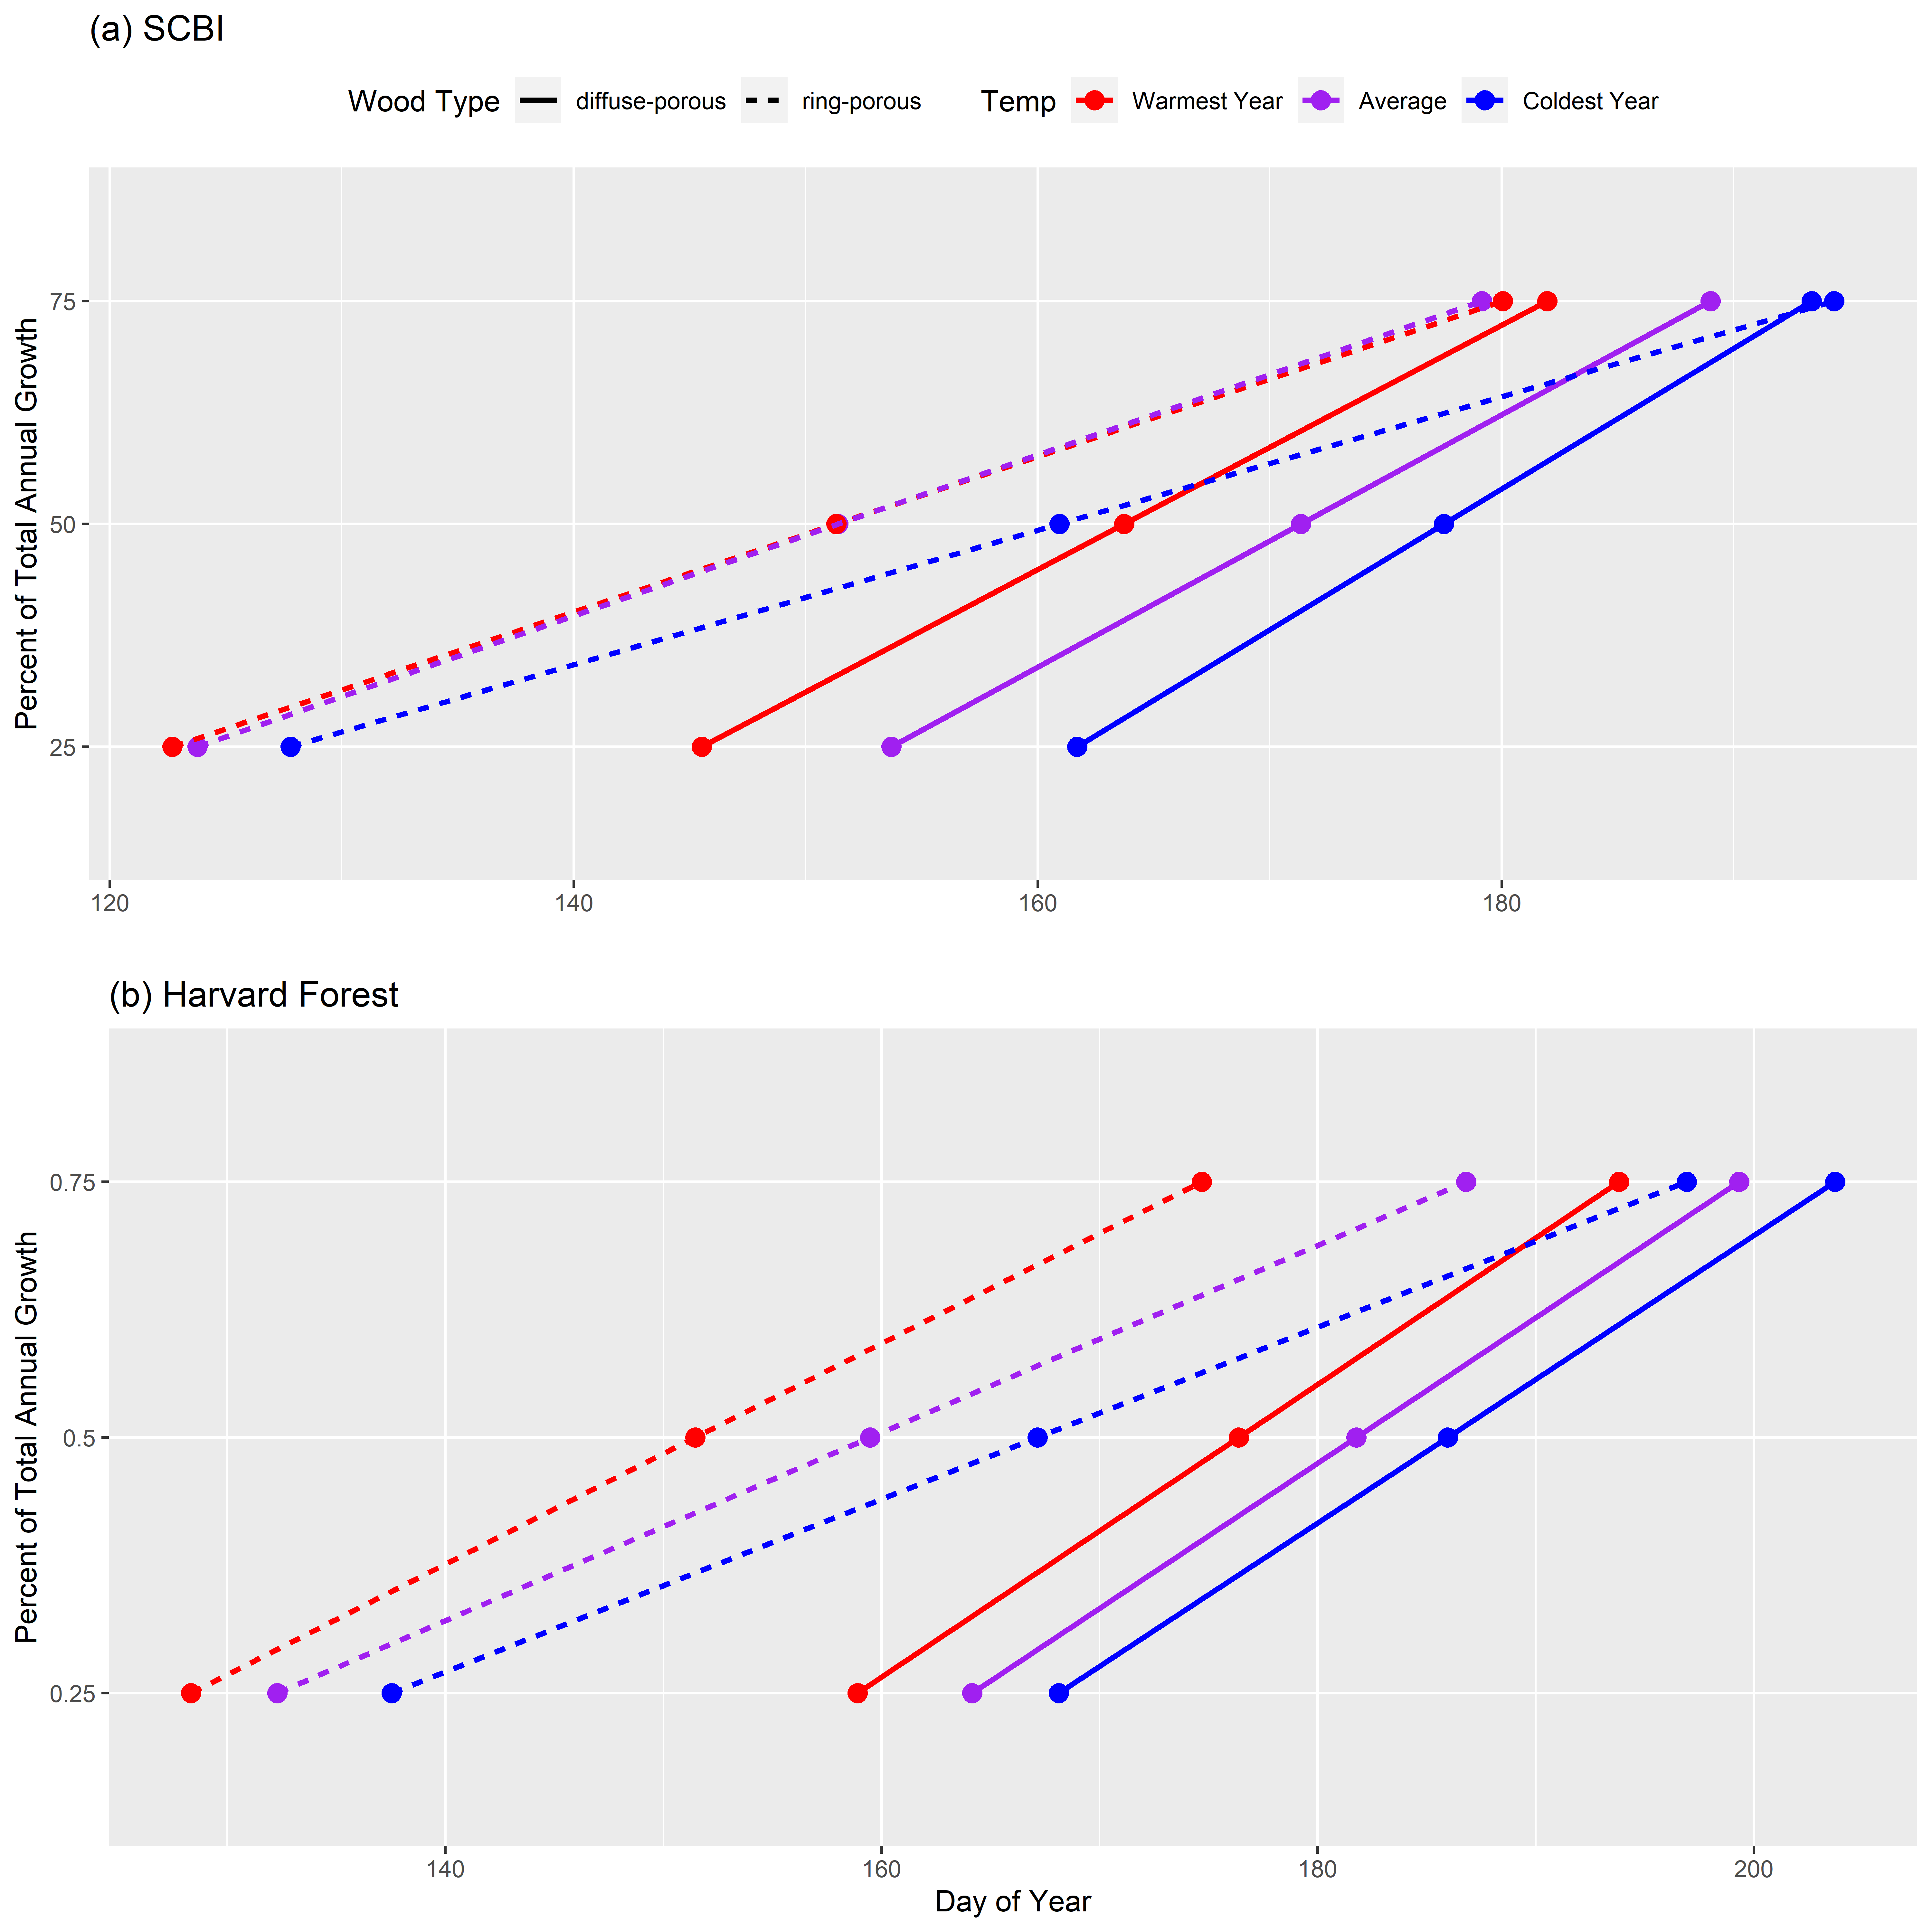 (a) SCBI
Wood Type diffuse-porous ring-porous Temp Warmest Year Average Coldest Year
Percent of Total Annual Growth
75
50
25
120 140 160 180
(b) Harvard Forest
Percent of Total Annual Growth
0.75
0.5
0.25
140 160 180 200
Day of Year